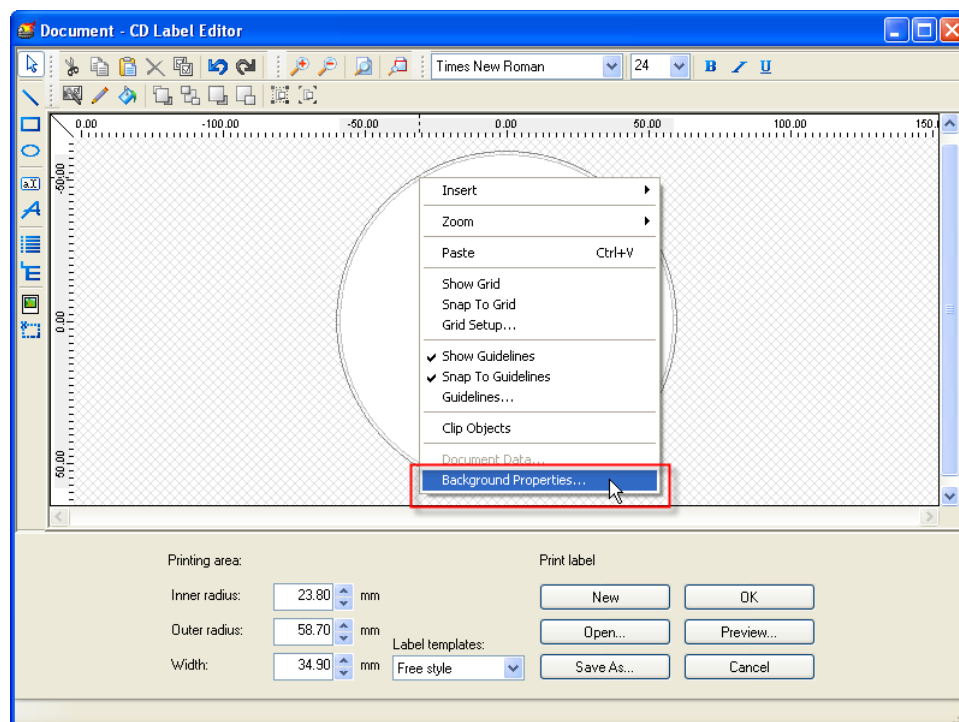 Document - CD Label Editor
Times New Roman 24 B I U
0.00 -100.00 -50.00 0.00 50.00 100.00 150.
-50.00
aI
A
Insert
Zoom
Paste Ctrl+V
Show Grid
Snap To Grid
Grid Setup...
0.00
Show Guidelines
Snap To Guidelines
Guidelines...
Clip Objects
50.00
Document Data...
Background Properties...
Printing area: Print label
Inner radius: 23.80 mm New OK
Outer radius: 58.70 mm Open... Preview...
Label templates:
Width: 34.90 mm Free style Save As... Cancel